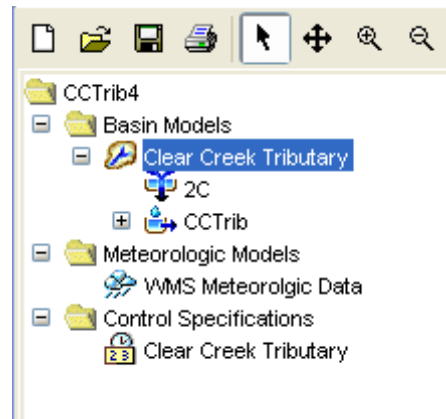 CCTrib4
Basin Models
Clear Creek Tributary
2C
CCTrib
Meteorologic Models
WMS Meteorolgic Data
Control Specifications
Clear Creek Tributary